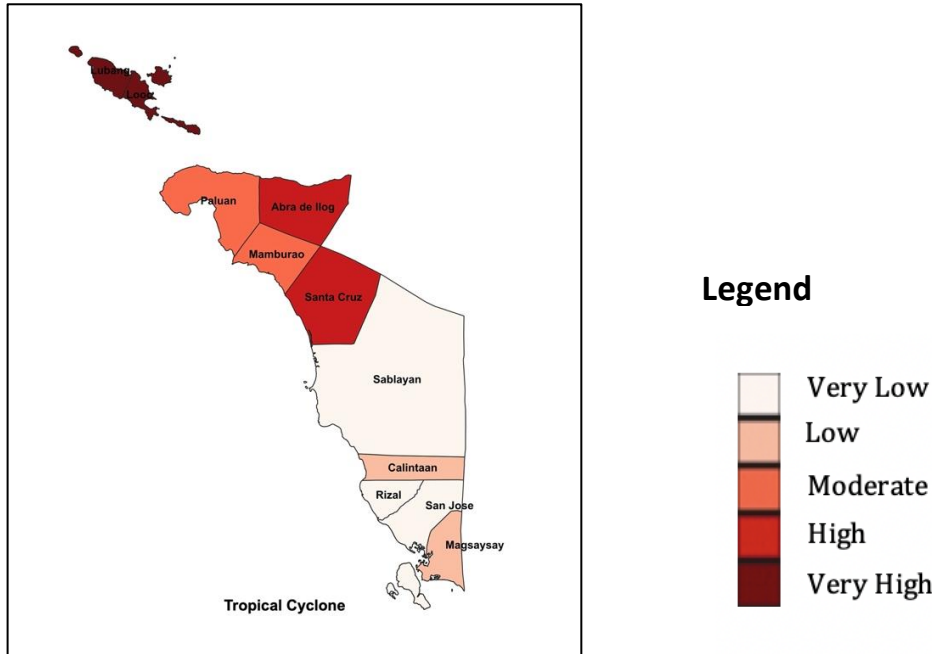 Lubang
Looc
Paluan
Abra de Ilog
Mamburao
Santa Cruz
Sablayan
Calintaan
Rizal
San Jose
Magsaysay
Tropical Cyclone
Legend
Very Low
Low
Moderate
High
Very High